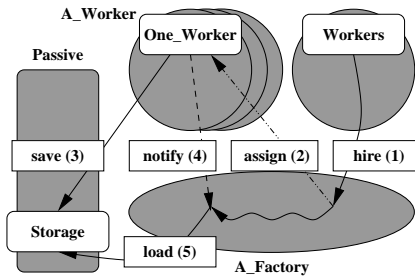 A_Worker
One_Worker
Workers
Passive
save (3)
notify (4)
assign (2)
hire (1)
Storage
load (5)
A_Factory